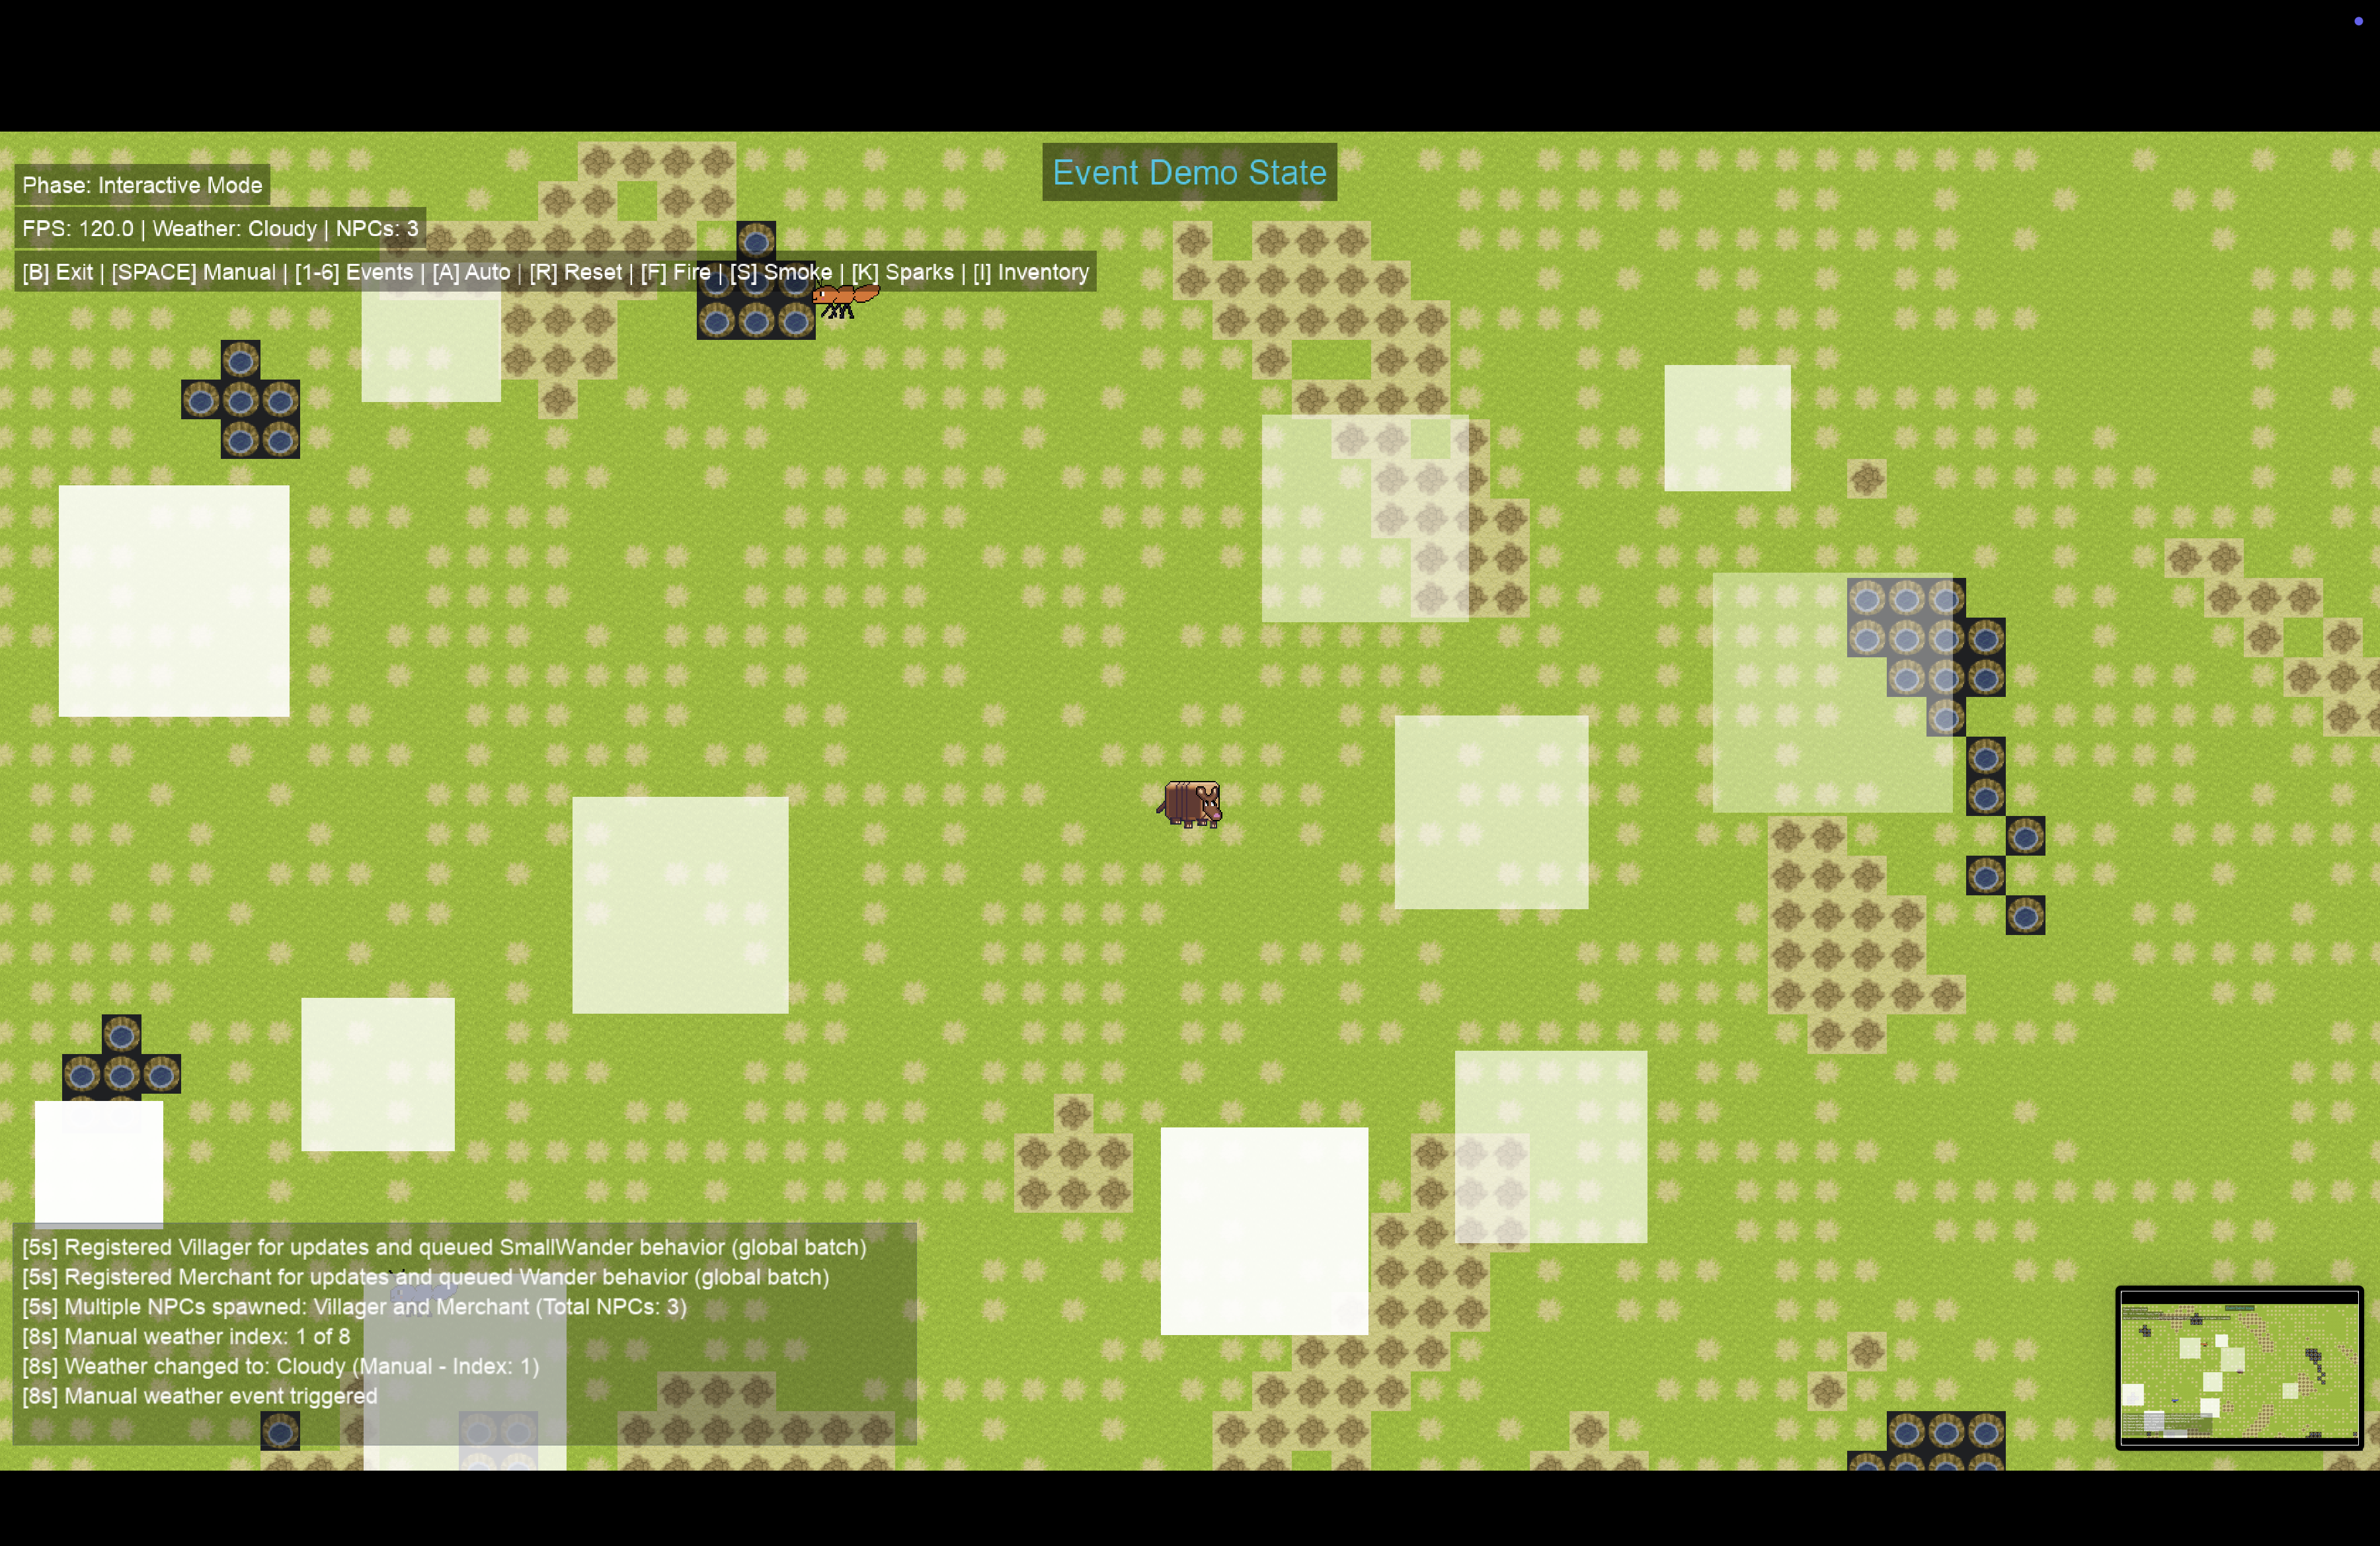 Event Demo State
Phase: Interactive Mode
FPS: 120.0 | Weather: Cloudy | NPCs: 3
[B] Exit | [SPACE] Manual | [1-6] Events | [A] Auto | [R] Reset | [F] Fire | [S] Smoke | [K] Sparks | [I] Inventory
[5s] Registered Villager for updates and queued SmallWander behavior (global batch)
[5s] Registered Merchant for updates and queued Wander behavior (global batch)
[5s] Multiple NPCs spawned: Villager and Merchant (Total NPCs: 3)
[8s] Manual weather index: 1 of 8
[8s] Weather changed to: Cloudy (Manual - Index: 1)
[8s] Manual weather event triggered